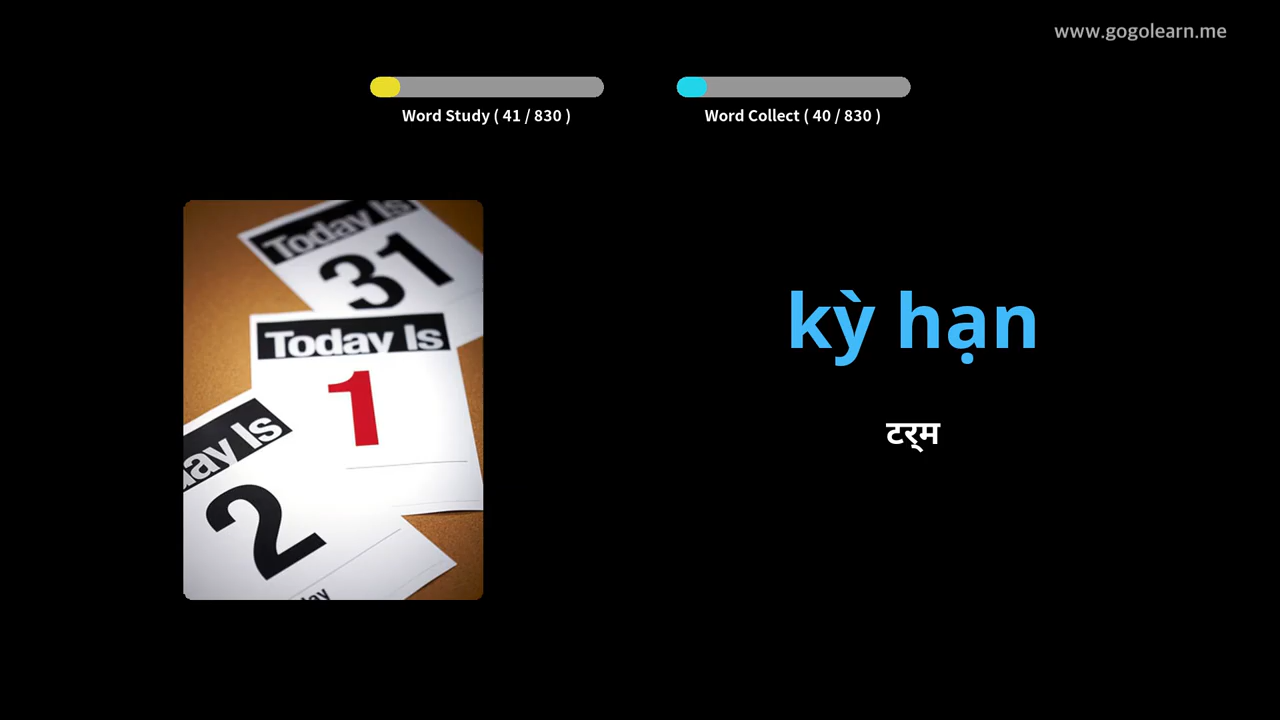 www.gogolearn.me
Word Study ( 41 / 830 )
Word Collect ( 40 / 830 )
Today Is
31
Today Is
1
ay Is
2
kỳ hạn
टर्म